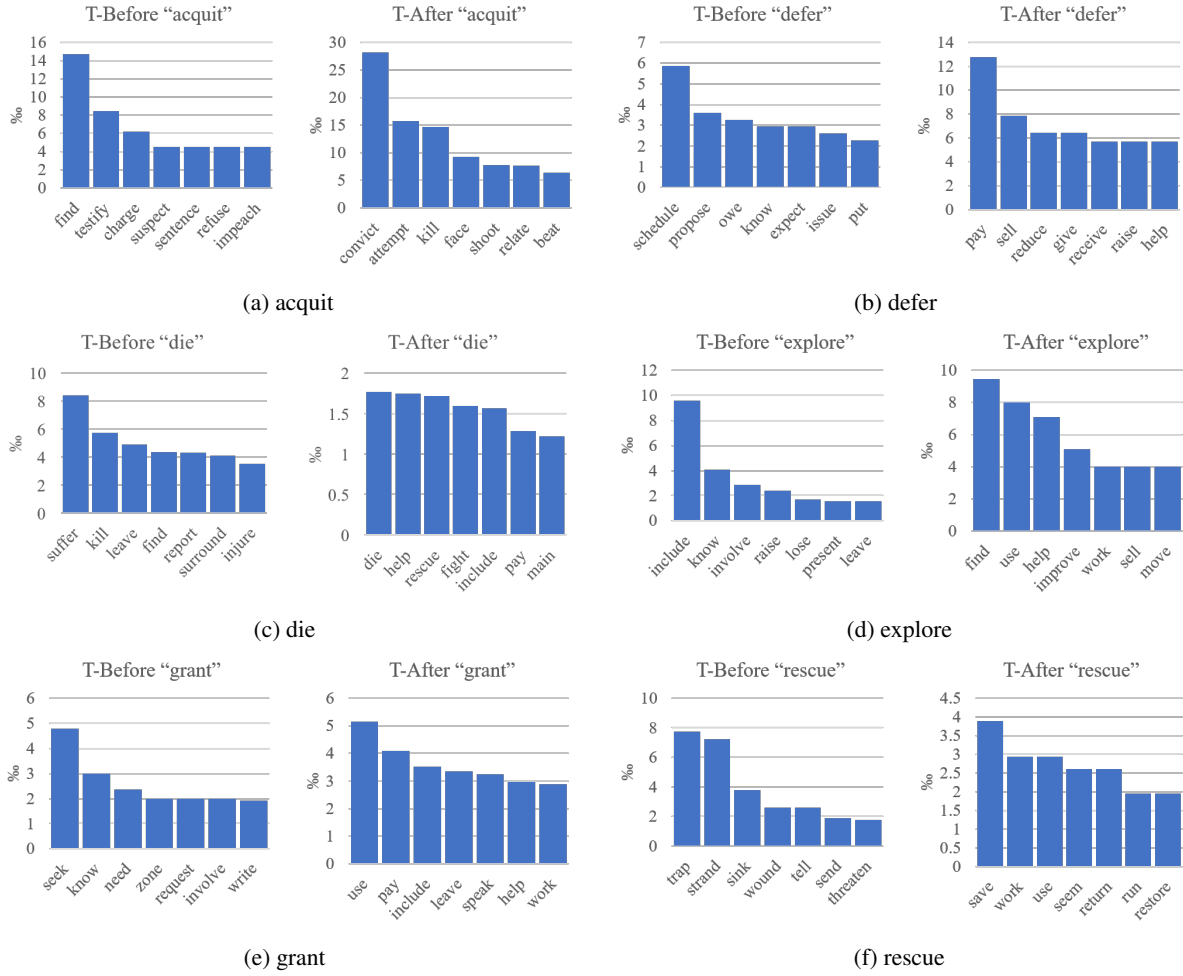 T-Before “acquit”
16
14
12
10
8
6
4
2
0
‰
find
testify
charge
suspect
sentence
refuse
impeach
T-After “acquit”
30
25
20
15
10
5
0
‰
convict
attempt
kill
face
shoot
relate
beat
(a) acquit
T-Before “defer”
7
6
5
4
3
2
1
0
‰
schedule
propose
owe
know
expect
issue
put
T-After “defer”
14
12
10
8
6
4
2
0
‰
pay
sell
reduce
give
receive
raise
help
(b) defer
T-Before “die”
10
8
6
4
2
0
‰
suffer
kill
leave
find
report
surround
injure
T-After “die”
2
1.5
1
0.5
0
‰
die
help
rescue
fight
include
pay
main
(c) die
T-Before “explore”
12
10
8
6
4
2
0
‰
include
know
involve
raise
lose
present
leave
T-After “explore”
10
8
6
4
2
0
‰
find
use
help
improve
work
sell
move
(d) explore
T-Before “grant”
6
5
4
3
2
1
0
‰
seek
know
need
zone
request
involve
write
T-After “grant”
6
5
4
3
2
1
0
‰
use
pay
include
leave
speak
help
work
(e) grant
T-Before “rescue”
10
8
6
4
2
0
‰
trap
strand
sink
wound
tell
send
threaten
T-After “rescue”
4.5
4
3.5
3
2.5
2
1.5
1
0.5
0
‰
save
work
use
seem
return
run
restore
(f) rescue